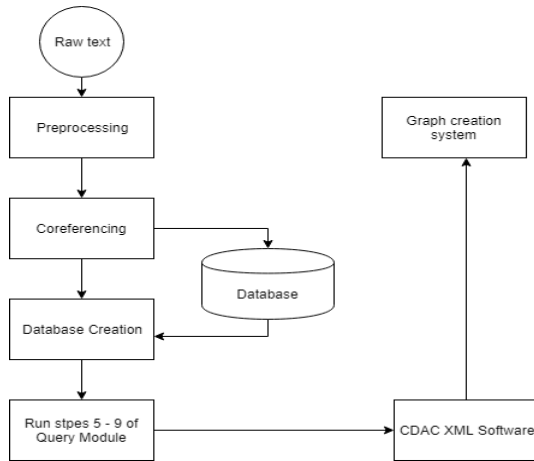 Raw text
Preprocessing
Graph creation
system
Coreferencing
Database
Database Creation
Run stpes 5 - 9 of
Query Module
CDAC XML Software